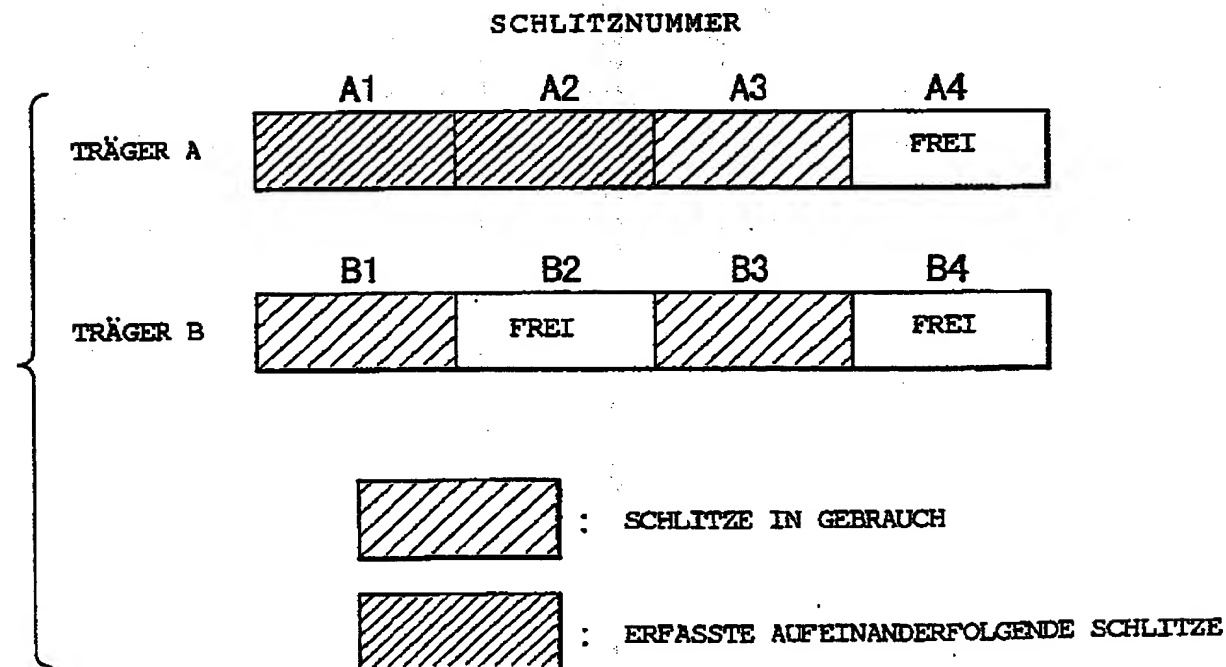 SCHLITZNUMMER
A1 A2 A3 A4
TRÄGER A FREI
B1 B2 B3 B4
TRÄGER B FREI FREI
: SCHLITZE IN GEBRAUCH
: ERFASSTE AUFEINANDERFOLGENDE SCHLITZE